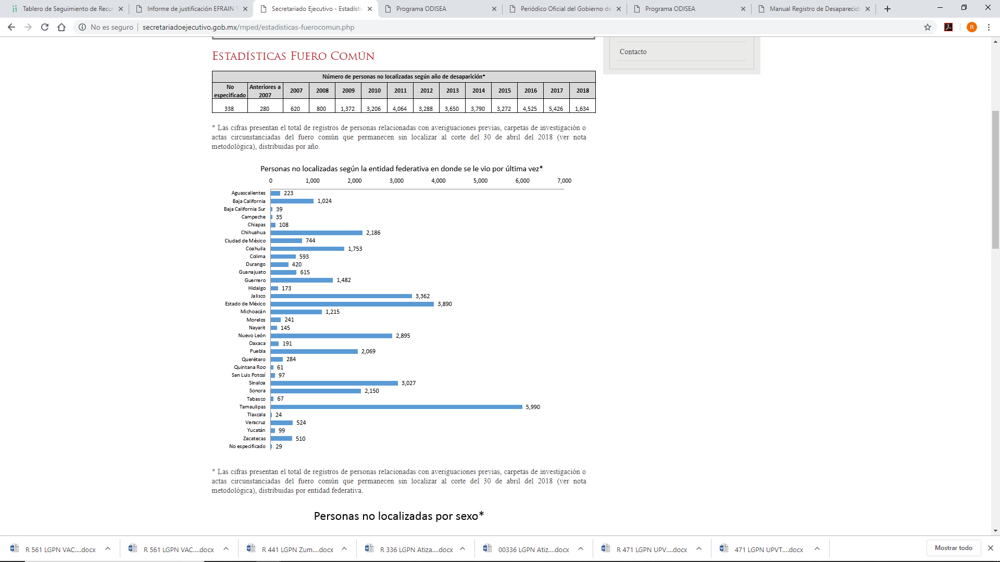 Tablero de Seguimiento de Recur
Informe de justificación EFRAIN T
Secretariado Ejecutivo - Estadísti
Programa ODISEA
Periódico Oficial del Gobierno de
Programa ODISEA
Manual Registro de Desaparecid
No es seguro | secretariadoejecutivo.gob.mx/rnped/estadisticas-fuerocomun.php
R
Contacto
Estadísticas Fuero Común
Número de personas no localizadas según año de desaparición*
No especificado Anteriores a 2007 2007 2008 2009 2010 2011 2012 2013 2014 2015 2016 2017 2018
338 280 620 800 1,372 3,206 4,064 3,288 3,650 3,790 3,272 4,525 5,426 1,634
* Las cifras presentan el total de registros de personas relacionadas con averiguaciones previas, carpetas de investigación o
actas circunstanciadas del fuero común que permanecen sin localizar al corte del 30 de abril del 2018 (ver nota
metodológica), distribuidas por año.
Personas no localizadas según la entidad federativa en donde se le vio por última vez*
0 1,000 2,000 3,000 4,000 5,000 6,000 7,000
Aguascalientes 223
Baja California 1,024
Baja California Sur 39
Campeche 35
Chiapas 108
Chihuahua 2,186
Ciudad de México 744
Coahuila 1,753
Colima 593
Durango 420
Guanajuato 615
Guerrero 1,482
Hidalgo 173
Jalisco 3,362
Estado de México 3,890
Michoacán 1,215
Morelos 241
Nayarit 145
Nuevo León 2,895
Oaxaca 191
Puebla 2,069
Querétaro 284
Quintana Roo 61
San Luis Potosí 97
Sinaloa 3,027
Sonora 2,150
Tabasco 67
Tamaulipas 5,990
Tlaxcala 24
Veracruz 524
Yucatán 99
Zacatecas 510
No especificado 29
* Las cifras presentan el total de registros de personas relacionadas con averiguaciones previas, carpetas de investigación o
actas circunstanciadas del fuero común que permanecen sin localizar al corte del 30 de abril del 2018 (ver nota
metodológica), distribuidas por entidad federativa.
Personas no localizadas por sexo*
R 561 LGPN VAC....docx
R 561 LGPN VAC....docx
R 441 LGPN Zum....docx
R 336 LGPN Atiza....docx
00336 LGPN Atiz....docx
R 471 LGPN UPV....docx
471 LGPN UPVT....docx
Mostrar todo